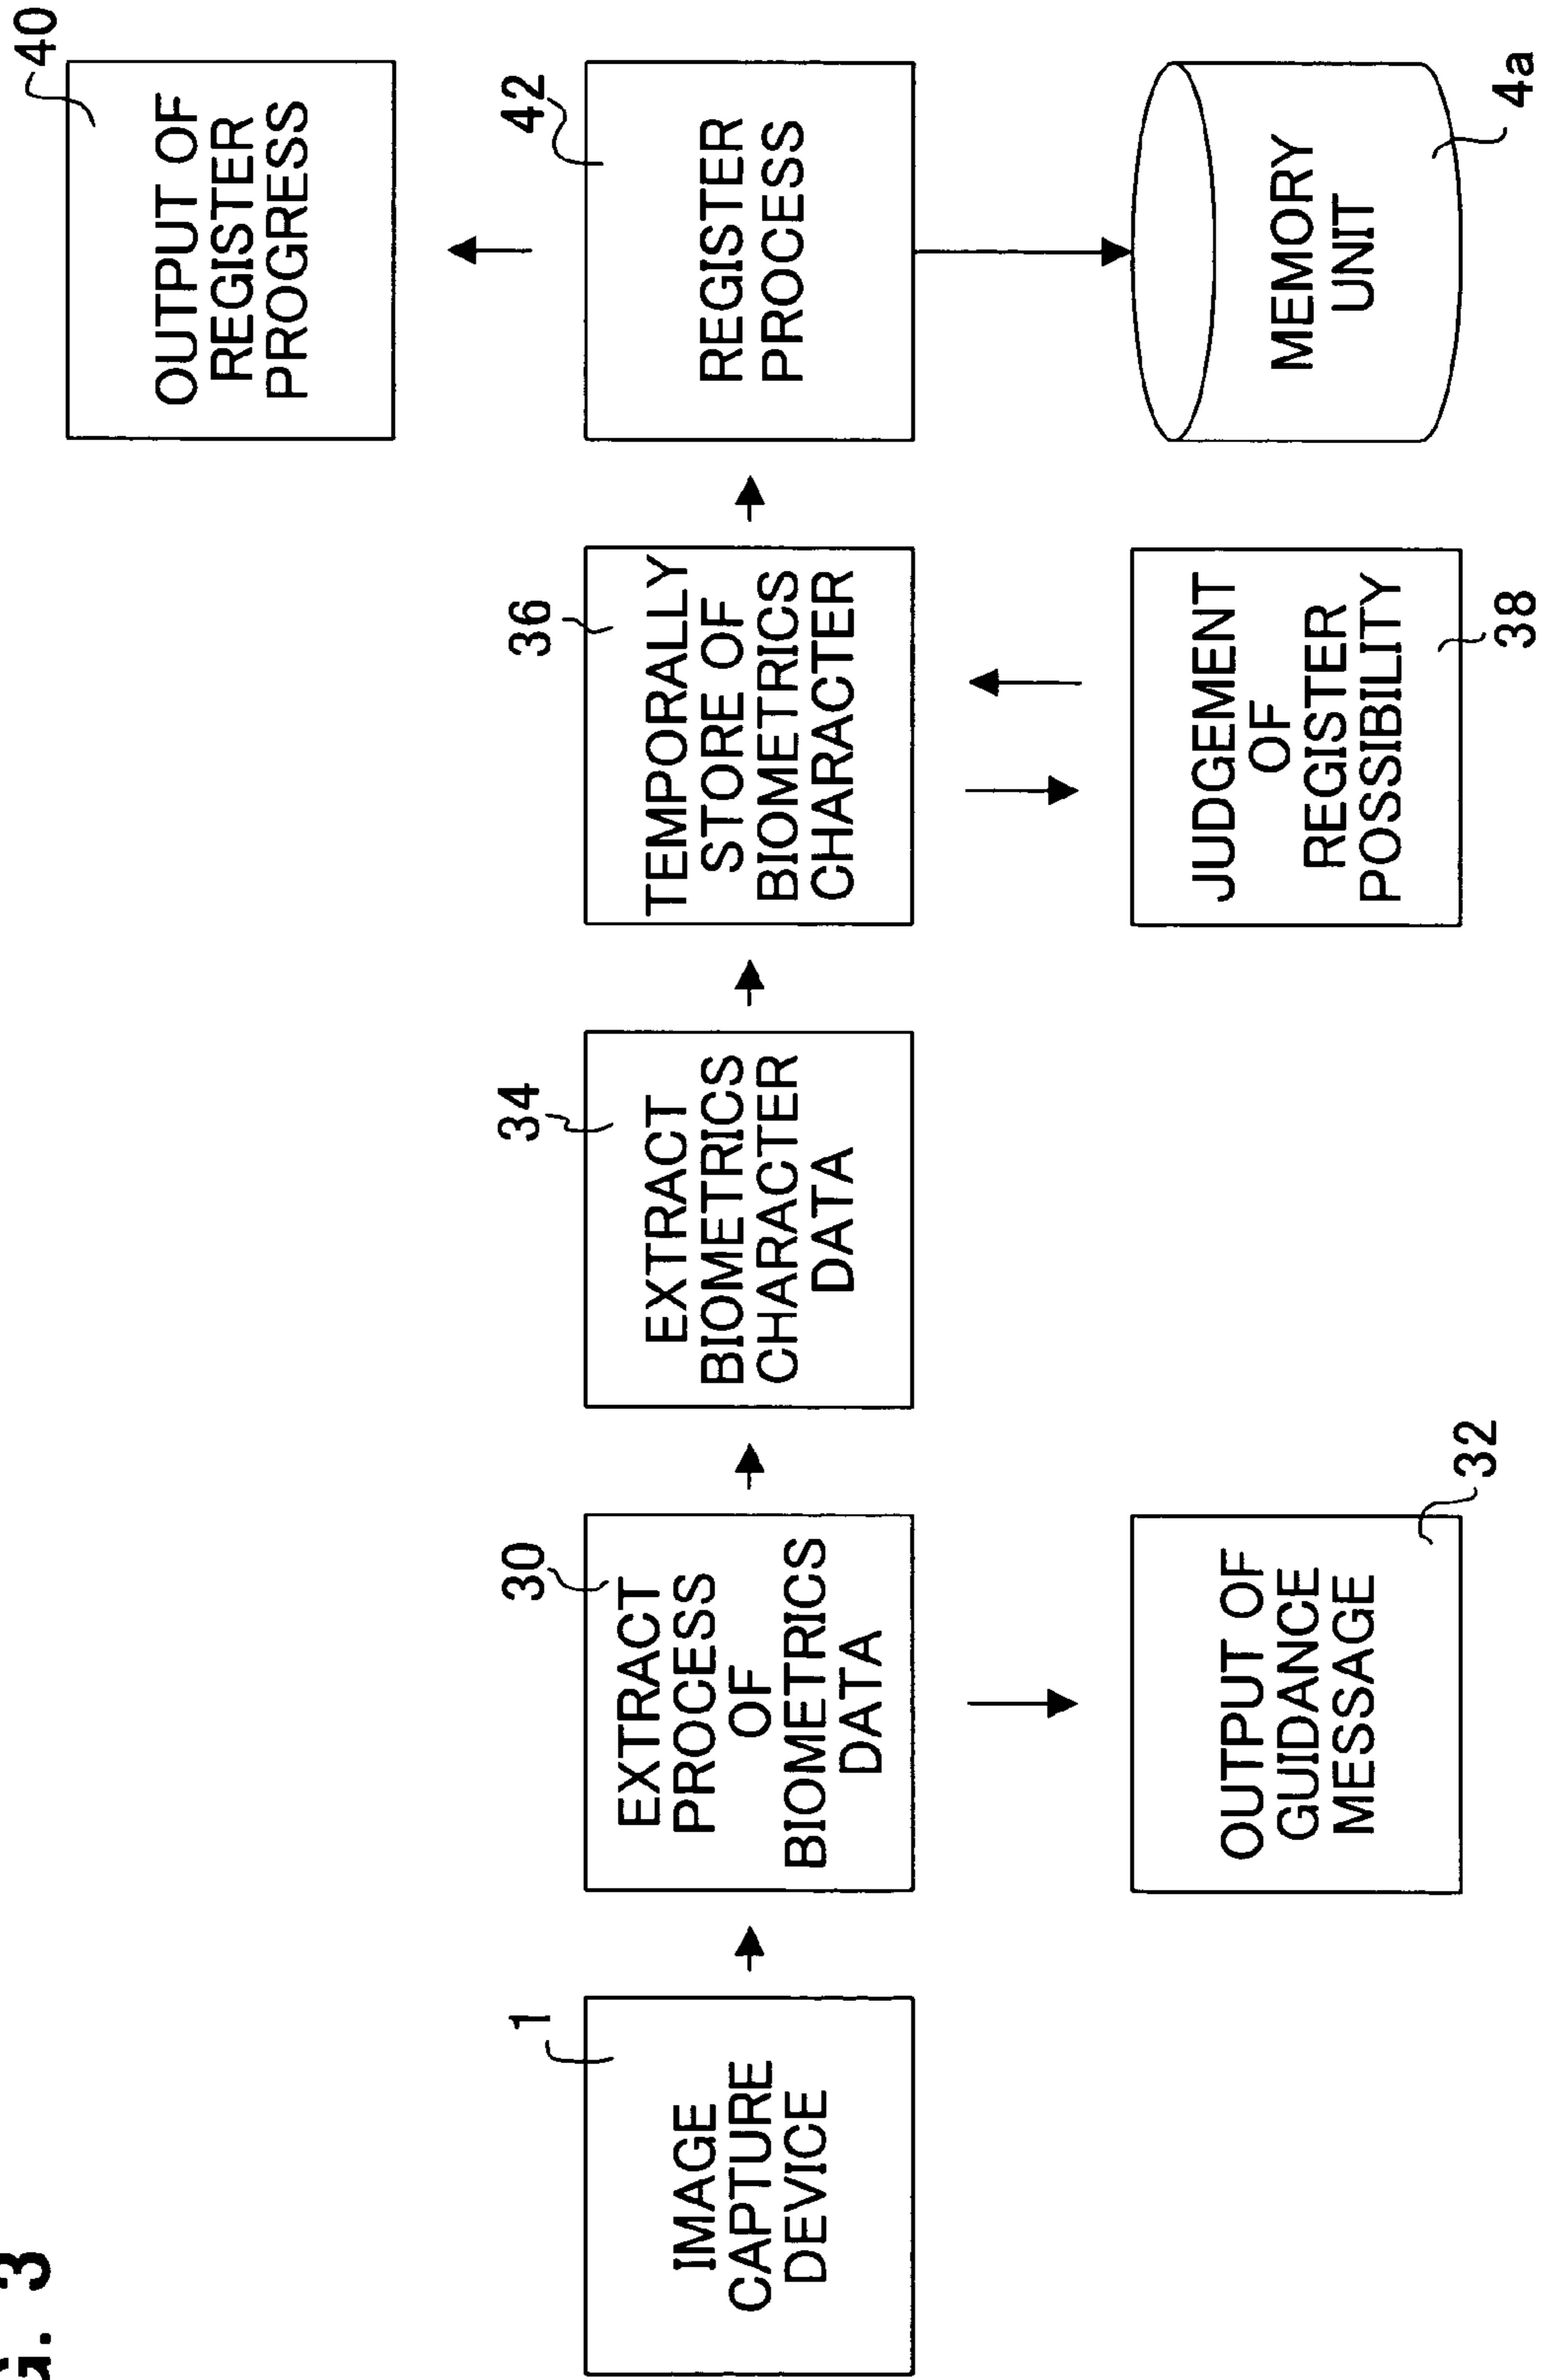 G. 3
40
OUTPUT OF
REGISTER
PROGRESS
1
IMAGE
CAPTURE
DEVICE
30
EXTRACT
PROCESS
OF
BIOMETRICS
DATA
34
EXTRACT
BIOMETRICS
CHARACTER
DATA
36
TEMPORALLY
STORE OF
BIOMETRICS
CHARACTER
42
REGISTER
PROCESS
OUTPUT OF
GUIDANCE
MESSAGE
32
JUDGEMENT
OF
REGISTER
POSSIBILITY
38
MEMORY
UNIT
4a